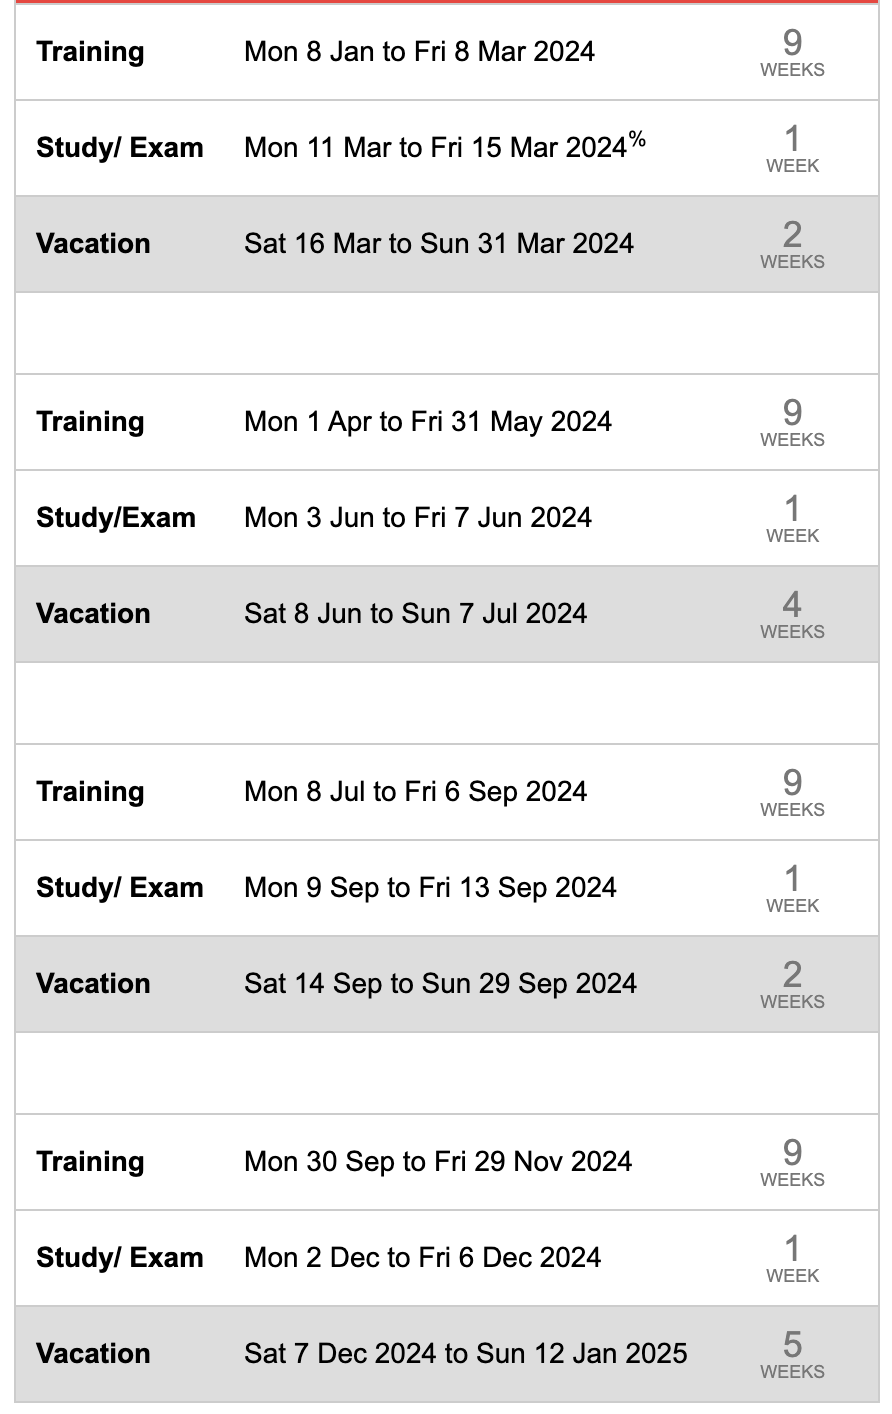 Training Mon 8 Jan to Fri 8 Mar 2024 9
WEEKS
Study/ Exam Mon 11 Mar to Fri 15 Mar 2024% 1
WEEK
Vacation Sat 16 Mar to Sun 31 Mar 2024 2
WEEKS
Training Mon 1 Apr to Fri 31 May 2024 9
WEEKS
Study/Exam Mon 3 Jun to Fri 7 Jun 2024 1
WEEK
Vacation Sat 8 Jun to Sun 7 Jul 2024 4
WEEKS
Training Mon 8 Jul to Fri 6 Sep 2024 9
WEEKS
Study/ Exam Mon 9 Sep to Fri 13 Sep 2024 1
WEEK
Vacation Sat 14 Sep to Sun 29 Sep 2024 2
WEEKS
Training Mon 30 Sep to Fri 29 Nov 2024 9
WEEKS
Study/ Exam Mon 2 Dec to Fri 6 Dec 2024 1
WEEK
Vacation Sat 7 Dec 2024 to Sun 12 Jan 2025 5
WEEKS